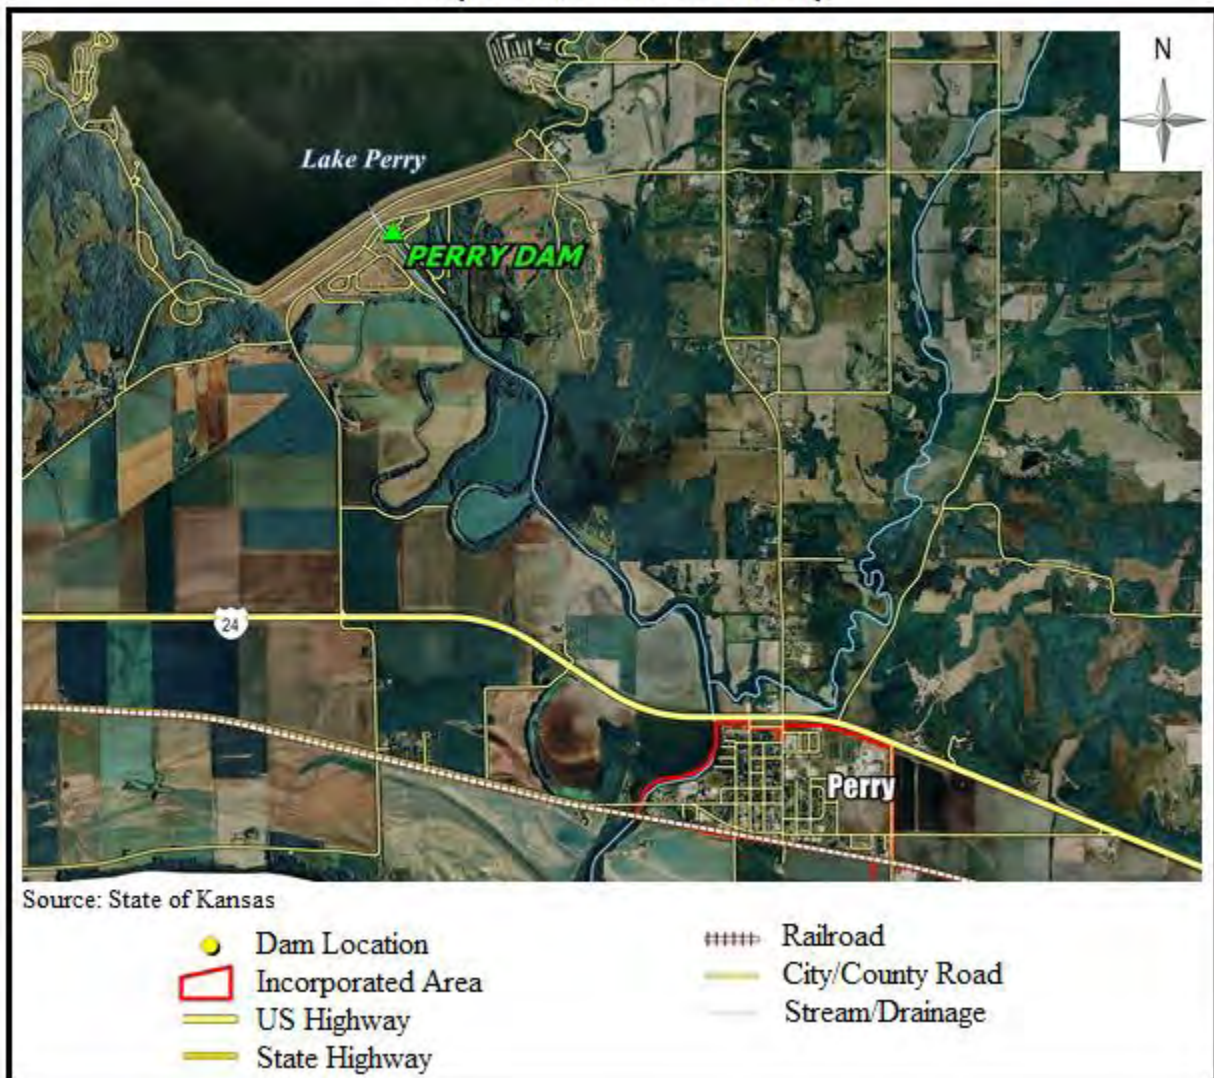 N
Lake Perry
PERRY DAM
24
Perry
Source: State of Kansas
Dam Location
Incorporated Area
US Highway
State Highway
Railroad
City/County Road
Stream/Drainage